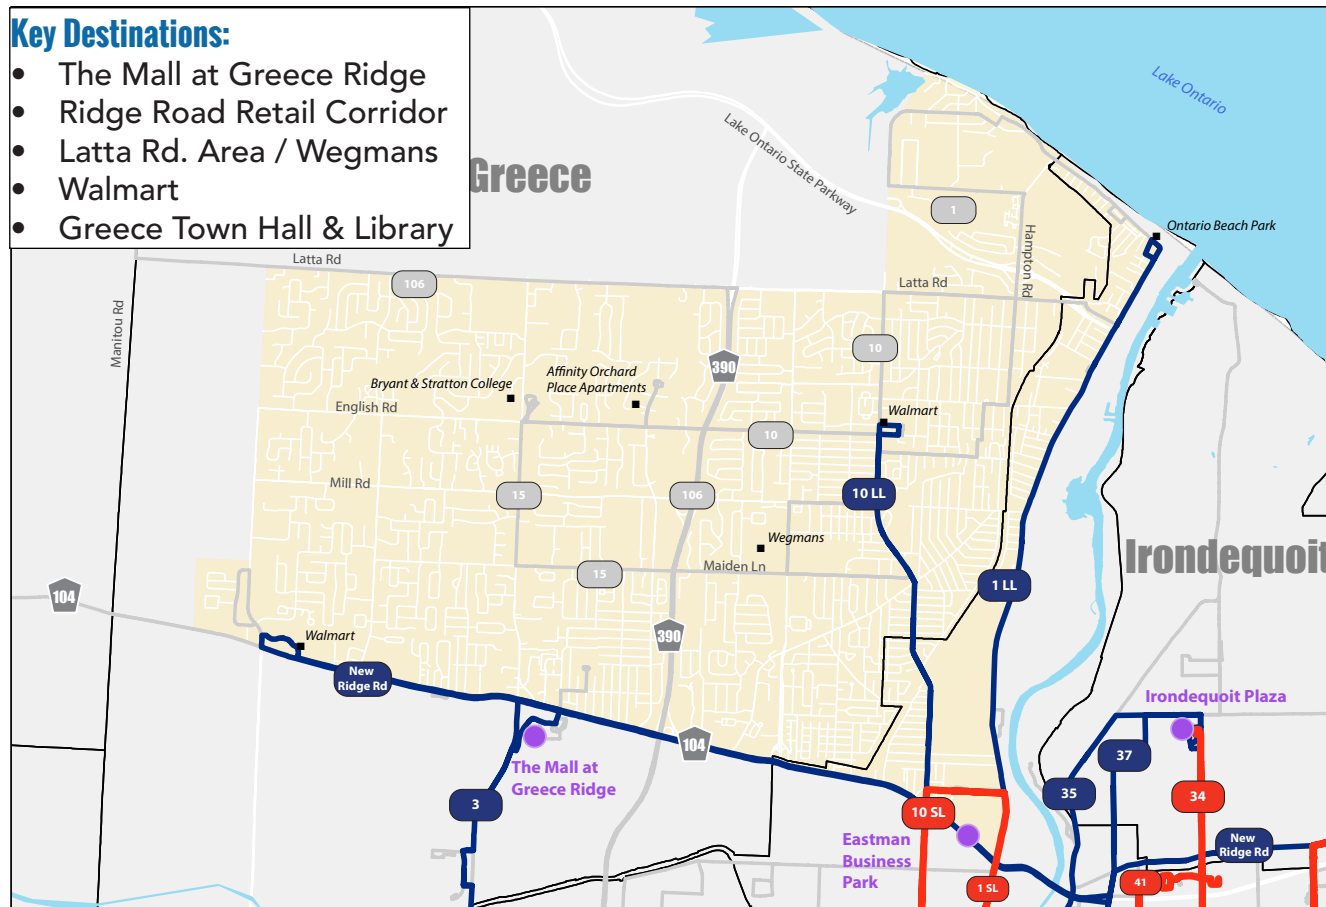 Key Destinations:
• The Mall at Greece Ridge
• Ridge Road Retail Corridor
• Latta Rd. Area / Wegmans
• Walmart
• Greece Town Hall & Library
Greece
Lake Ontario
Lake Ontario State Parkway
1
Hampton Rd
Ontario Beach Park
Latta Rd
106
Latta Rd
Manitou Rd
10
390
Bryant & Stratton College
Affinity Orchard
Place Apartments
English Rd
Walmart
10
Mill Rd
15
106
10 LL
Wegmans
Maiden Ln
15
1 LL
Irondequoit
104
Walmart
390
New
Ridge Rd
Irondequoit Plaza
104
The Mall at
Greece Ridge
37
3
35
34
10 SL
Eastman
Business
Park
New
Ridge Rd
1 SL
41